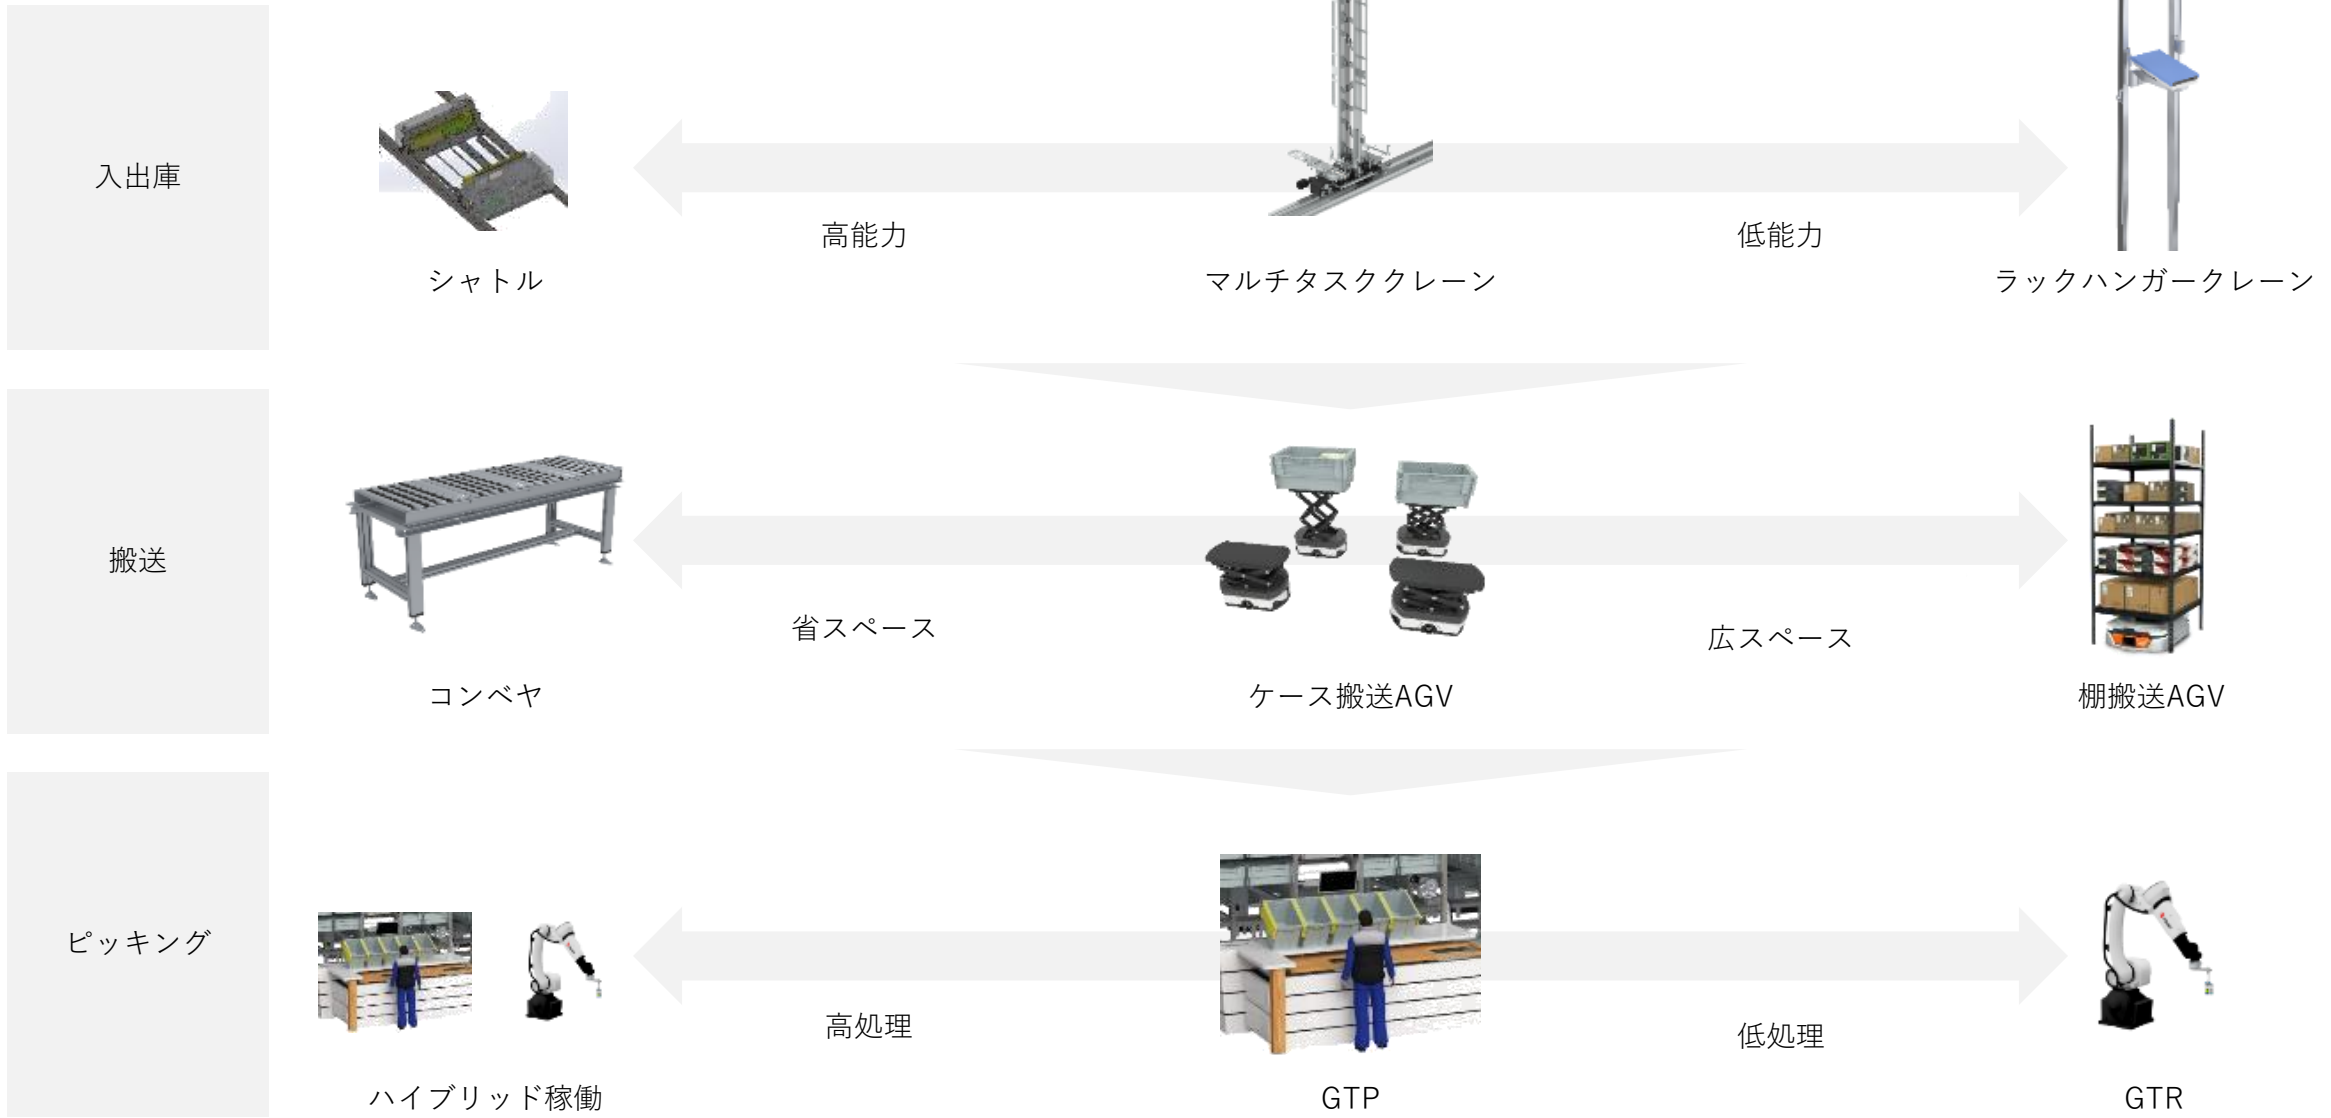 入出庫
高能力
低能力
シャトル
マルチタスククレーン
ラックハンガークレーン
搬送
省スペース
広スペース
コンベヤ
ケース搬送AGV
棚搬送AGV
ピッキング
高処理
低処理
ハイブリッド稼働
GTP
GTR